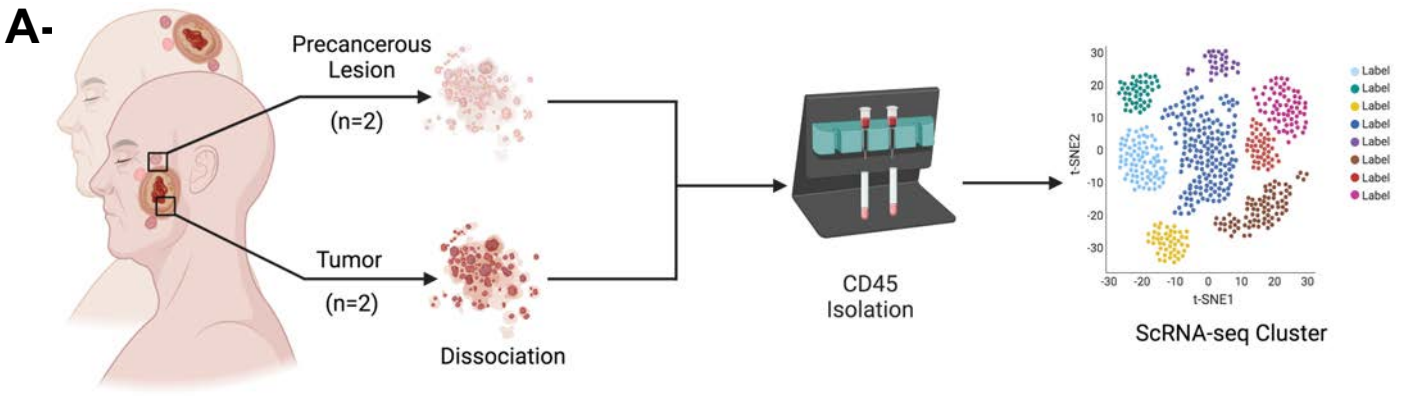 A-
Precancerous
Lesion
(n=2)
Tumor
(n=2)
Dissociation
CD45
Isolation
t-SNE2
30
20
10
0
-10
-20
-30
-30 -20 -10 0 10 20 30
t-SNE1
Label
Label
Label
Label
Label
Label
Label
Label
ScRNA-seq Cluster